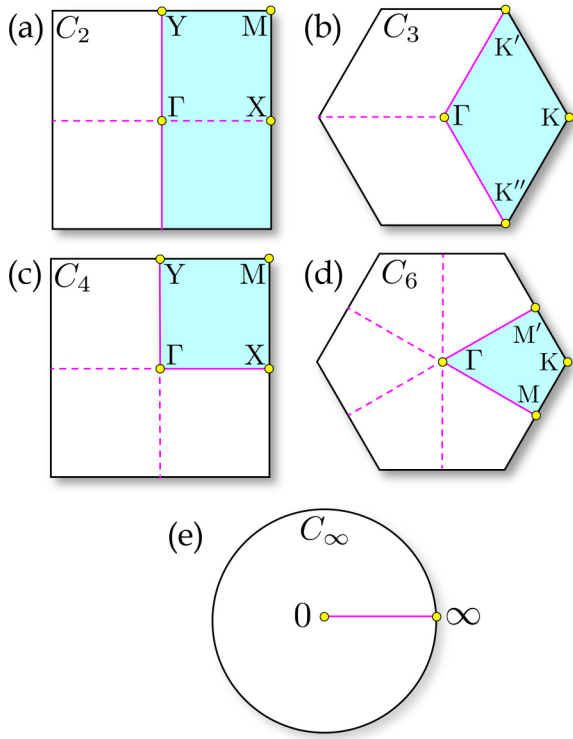 (a) C₂ Y M
Γ X
(b) C₃ K′
Γ K
K″
(c) C₄ Y M
Γ X
(d) C₆
M′
Γ K
M
(e) C∞
0 ∞